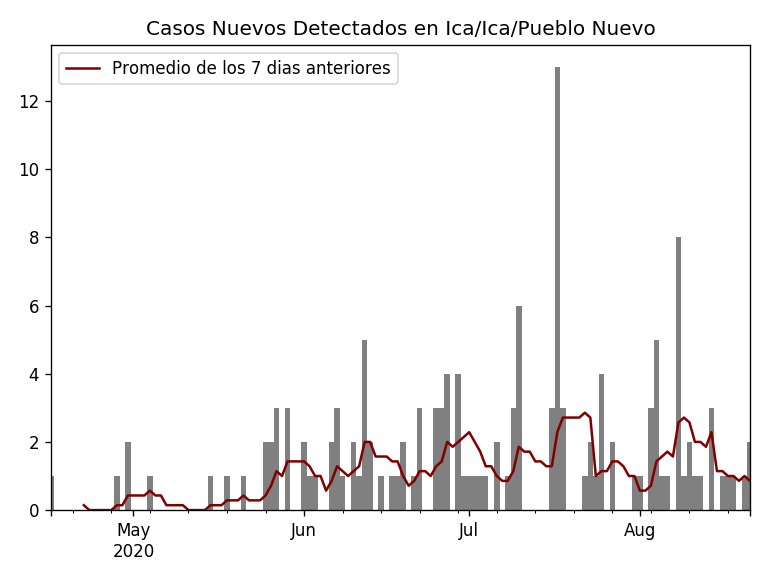 Casos Nuevos Detectados en Ica/Ica/Pueblo Nuevo
Promedio de los 7 dias anteriores
12
10
8
6
4
2
0
May Jun Jul Aug
2020